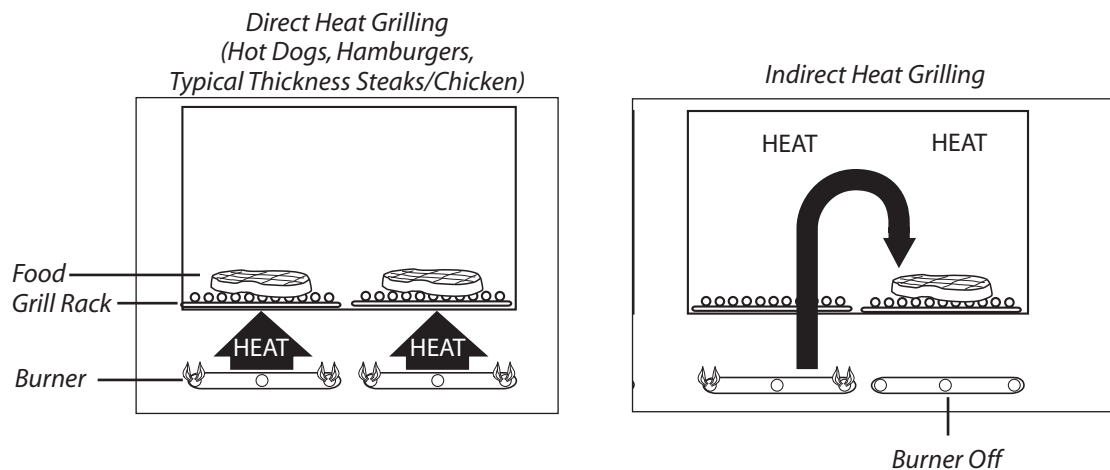 Direct Heat Grilling
(Hot Dogs, Hamburgers,
Typical Thickness Steaks/Chicken)
Food
Grill Rack
HEAT
HEAT
Burner
Indirect Heat Grilling
HEAT
HEAT
Burner Off